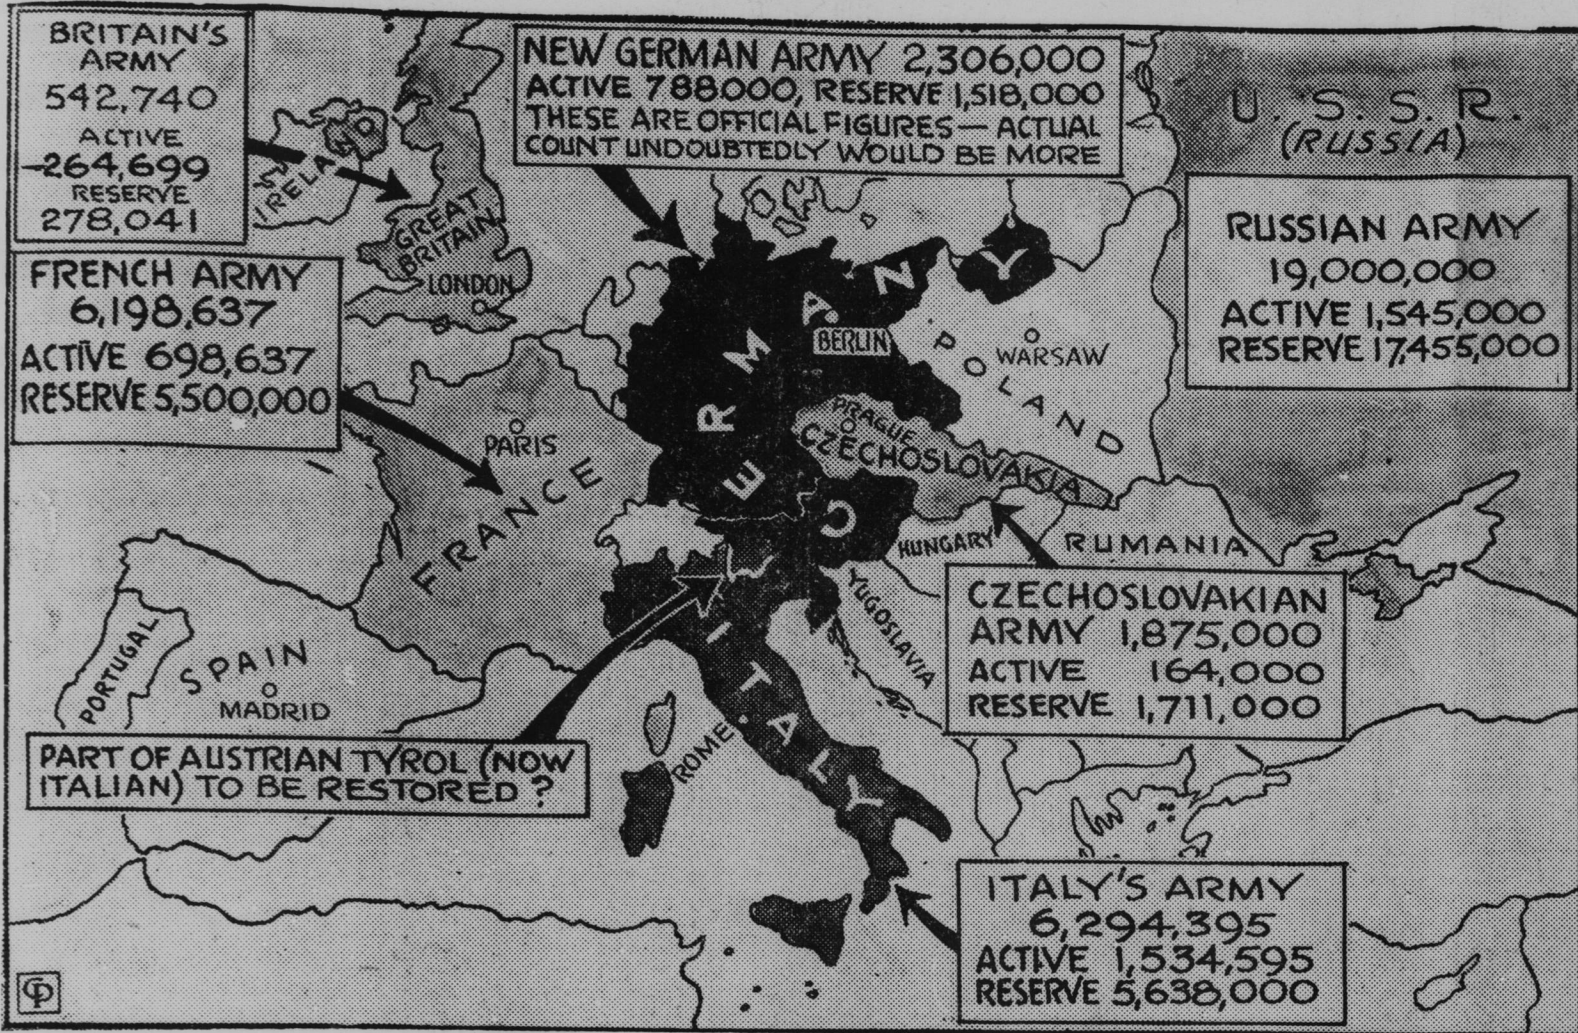 BRITAIN'S
ARMY
542,740
ACTIVE
264,699
RESERVE
278,041
NEW GERMAN ARMY 2,306,000
ACTIVE 788000, RESERVE 1,518,000
THESE ARE OFFICIAL FIGURES — ACTUAL
COUNT UNDOUBTEDLY WOULD BE MORE
U.S.S.R.
(RUSSIA)
RUSSIAN ARMY
19,000,000
ACTIVE 1,545,000
RESERVE 17,455,000
FRENCH ARMY
6,198,637
ACTIVE 698,637
RESERVE 5,500,000
IRELA
GREAT
BRITAIN
LONDON
GERMANY
BERLIN
POLAND
WARSAW
PRAGUE
CZECHOSLOVAKIA
PARIS
FRANCE
HUNGARY
RUMANIA
YUGOSLAVIA
CZECHOSLOVAKIAN
ARMY 1,875,000
ACTIVE 164,000
RESERVE 1,711,000
PORTUGAL
SPAIN
MADRID
ITALY
ROME
PART OF AUSTRIAN TYROL (NOW
ITALIAN) TO BE RESTORED?
ITALY'S ARMY
6,294,395
ACTIVE 1,534,595
RESERVE 5,638,000
CP